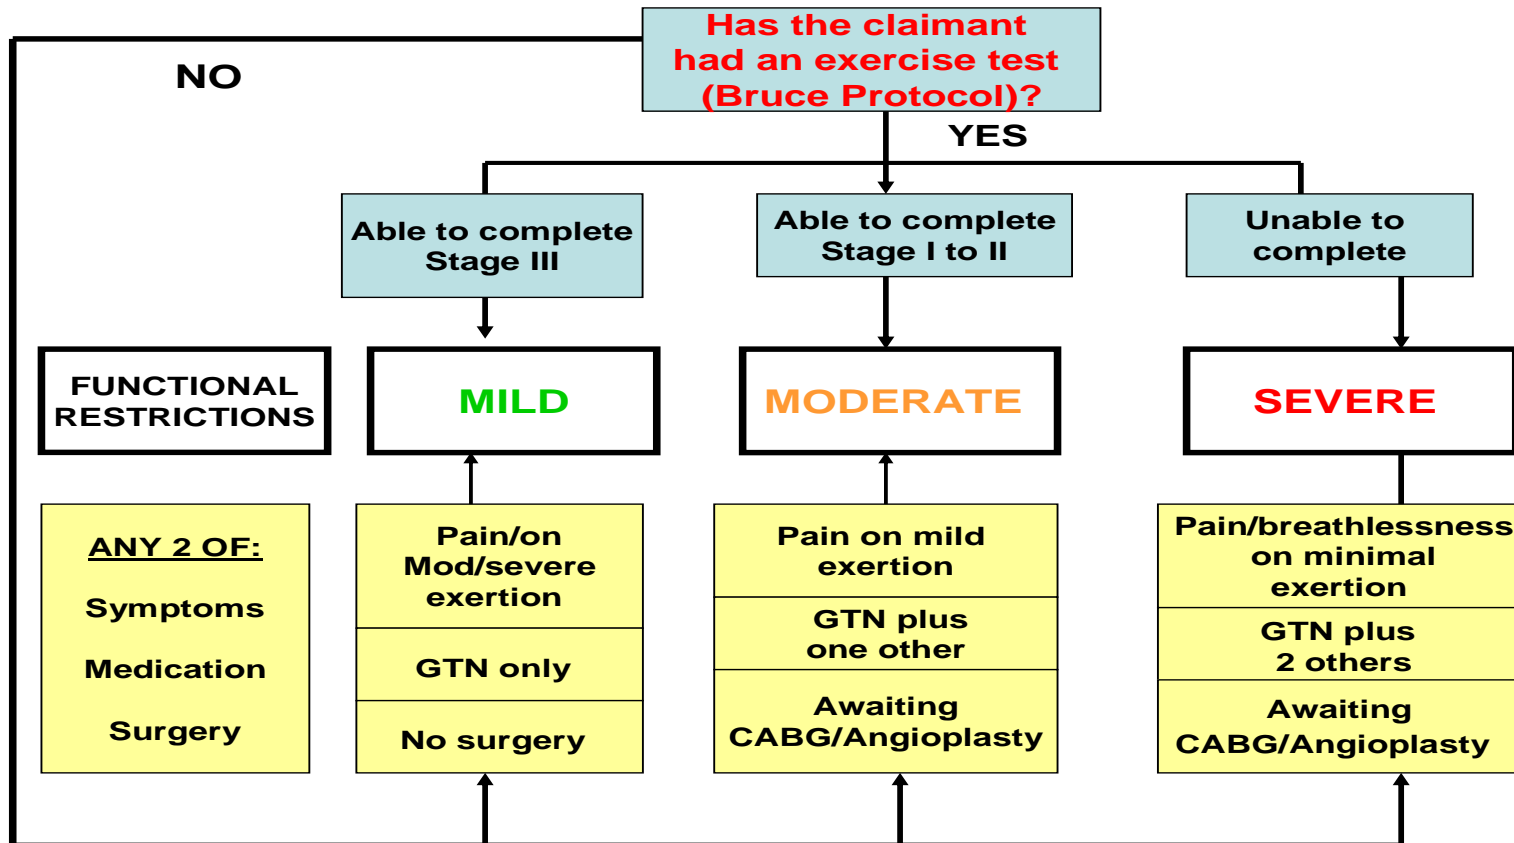 Has the claimant
had an exercise test
(Bruce Protocol)?
NO
YES
Able to complete
Stage III
Able to complete
Stage I to II
Unable to
complete
FUNCTIONAL
RESTRICTIONS
MILD
MODERATE
SEVERE
ANY 2 OF:
Symptoms
Medication
Surgery
Pain/on
Mod/severe
exertion
GTN only
No surgery
Pain on mild
exertion
GTN plus
one other
Awaiting
CABG/Angioplasty
Pain/breathlessness
on minimal
exertion
GTN plus
2 others
Awaiting
CABG/Angioplasty